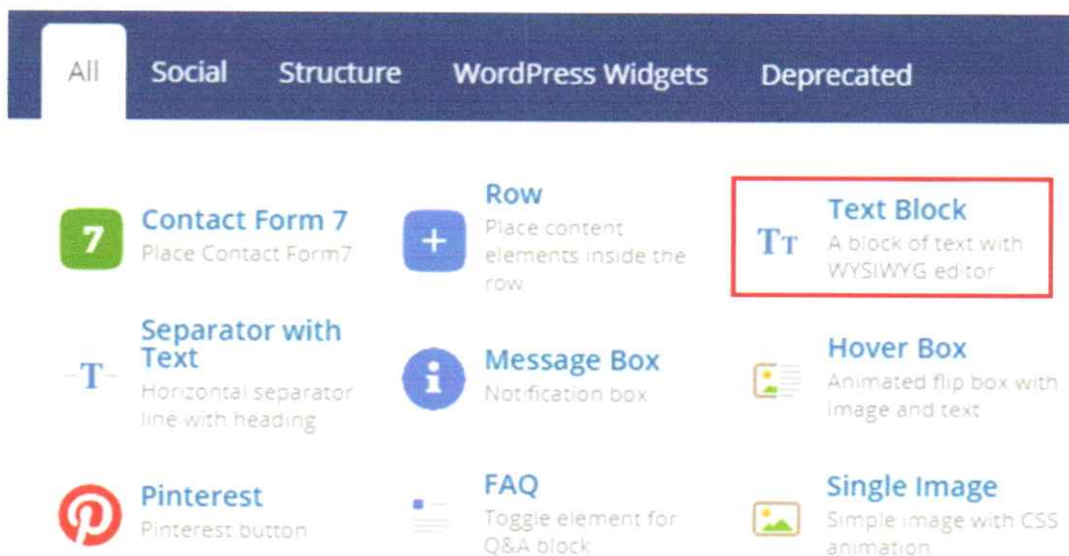 All Social Structure WordPress Widgets Deprecated
7
Contact Form 7
Place Contact Form7
+
Row
Place content
elements inside the
row
TT
Text Block
A block of text with
WYSIWYG editor
T
Separator with
Text
Horizontal separator
line with heading
i
Message Box
Notification box
Hover Box
Animated flip box with
image and text
Pinterest
Pinterest button
FAQ
Toggle element for
Q&A block
Single Image
Simple image with CSS
animation